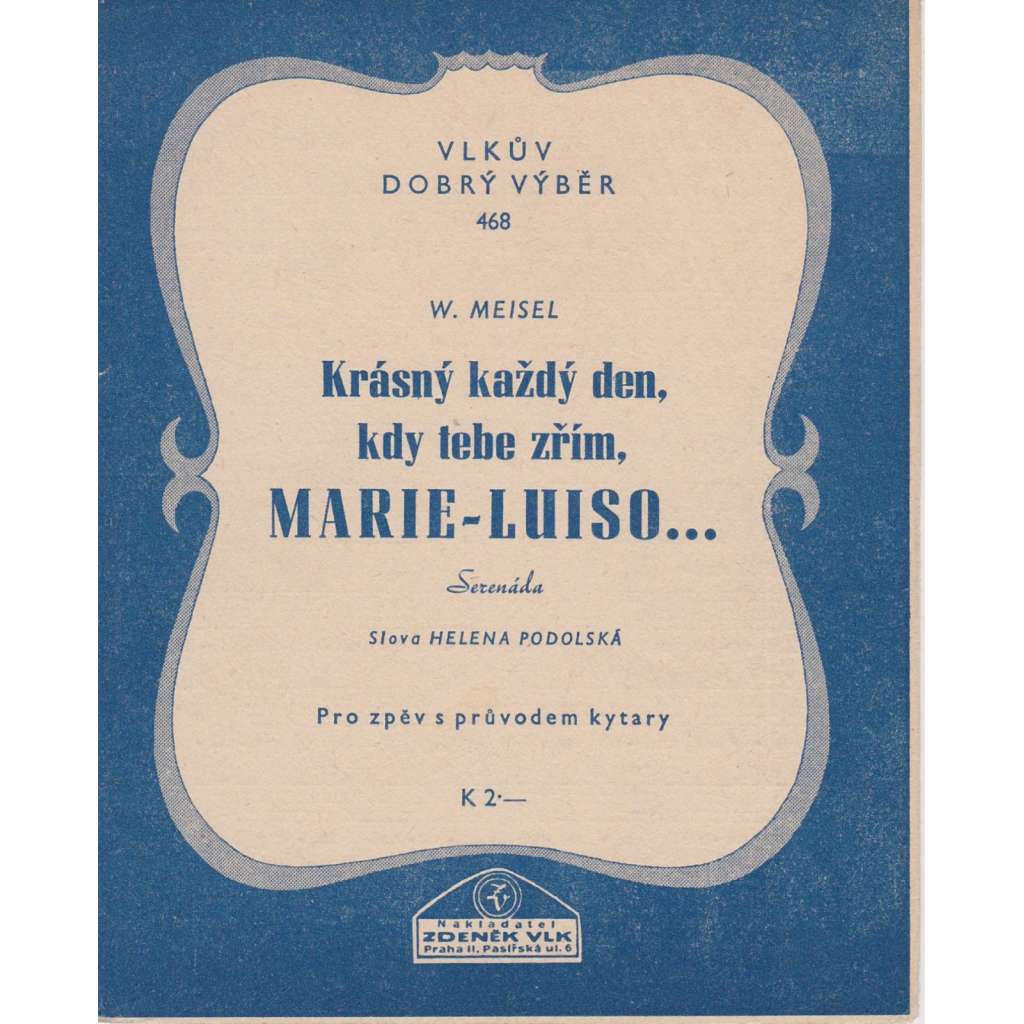 VLKŮV
DOBRÝ VÝBĚR
468
W. MEISEL
Krásný každý den,
kdy tebe zřím,
MARIE-LUISO...
Serenáda
Slova HELENA PODOLSKÁ
Pro zpěv s průvodem kytary
K 2·—
ZV
Nakladatel
ZDENĚK VLK
Praha II, Pasířská ul. 6